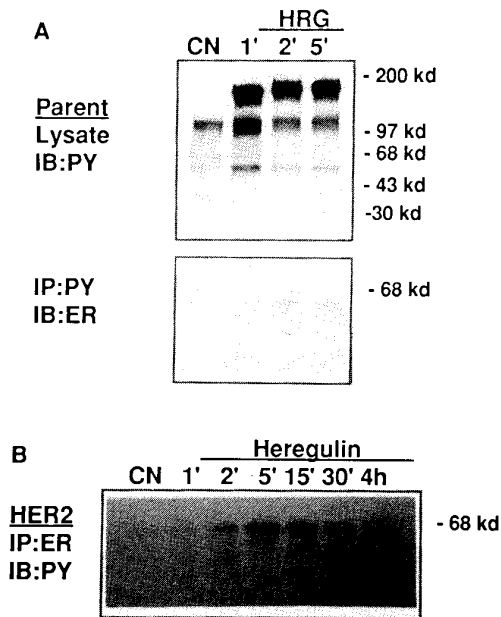 A
HRG
CN 1' 2' 5'
Parent
Lysate
IB:PY
- 200 kd
- 97 kd
- 68 kd
- 43 kd
-30 kd
IP:PY
IB:ER
- 68 kd
B
Heregulin
CN 1' 2' 5' 15' 30' 4h
HER2
IP:ER
IB:PY
- 68 kd